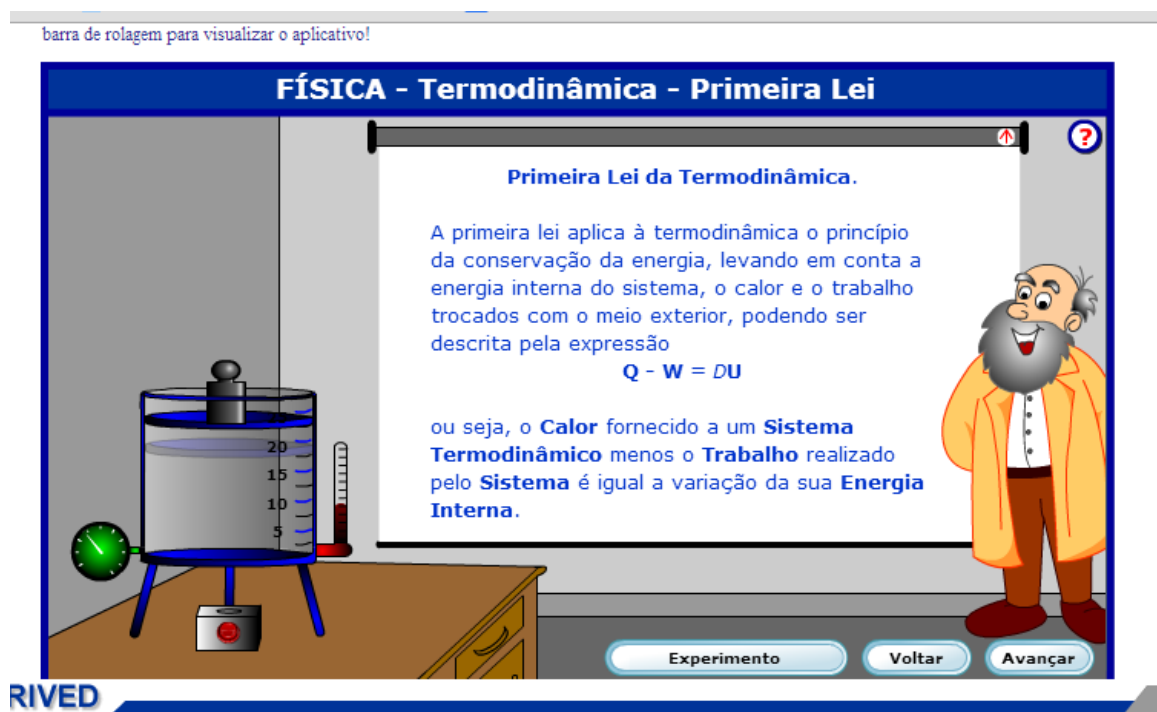 barra de rolagem para visualizar o aplicativo!
FÍSICA - Termodinâmica - Primeira Lei
?
Primeira Lei da Termodinâmica.
A primeira lei aplica à termodinâmica o princípio
da conservação da energia, levando em conta a
energia interna do sistema, o calor e o trabalho
trocados com o meio exterior, podendo ser
descrita pela expressão
Q - W = DU
ou seja, o Calor fornecido a um Sistema
Termodinâmico menos o Trabalho realizado
pelo Sistema é igual a variação da sua Energia
Interna.
20
15
10
5
Experimento
Voltar
Avançar
RIVED